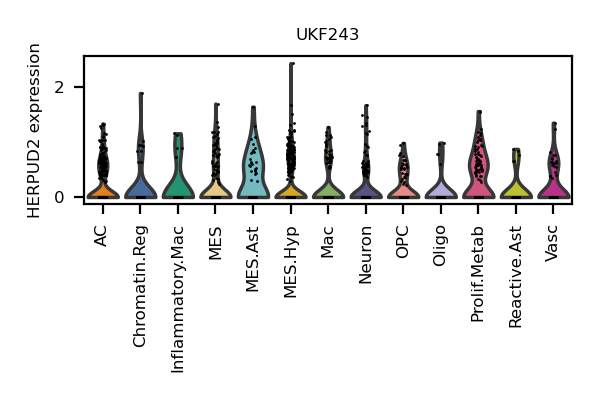 UKF243
HERPUD2 expression
2
0
AC
Chromatin.Reg
Inflammatory.Mac
MES
MES.Ast
MES.Hyp
Mac
Neuron
OPC
Oligo
Prolif.Metab
Reactive.Ast
Vasc